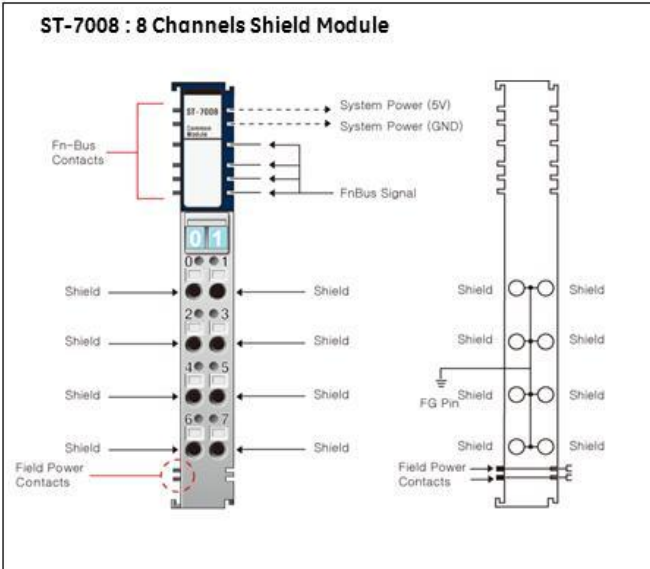 ST-7008 : 8 Channels Shield Module
ST-7008
Common
Module
System Power (5V)
System Power (GND)
Fn-Bus
Contacts
FnBus Signal
0 1
0 1
Shield Shield
2 3
Shield Shield
4 5
Shield Shield
6 7
Shield Shield
Field Power
Contacts
Shield Shield
Shield Shield
FG Pin
Shield Shield
Shield Shield
Field Power
Contacts